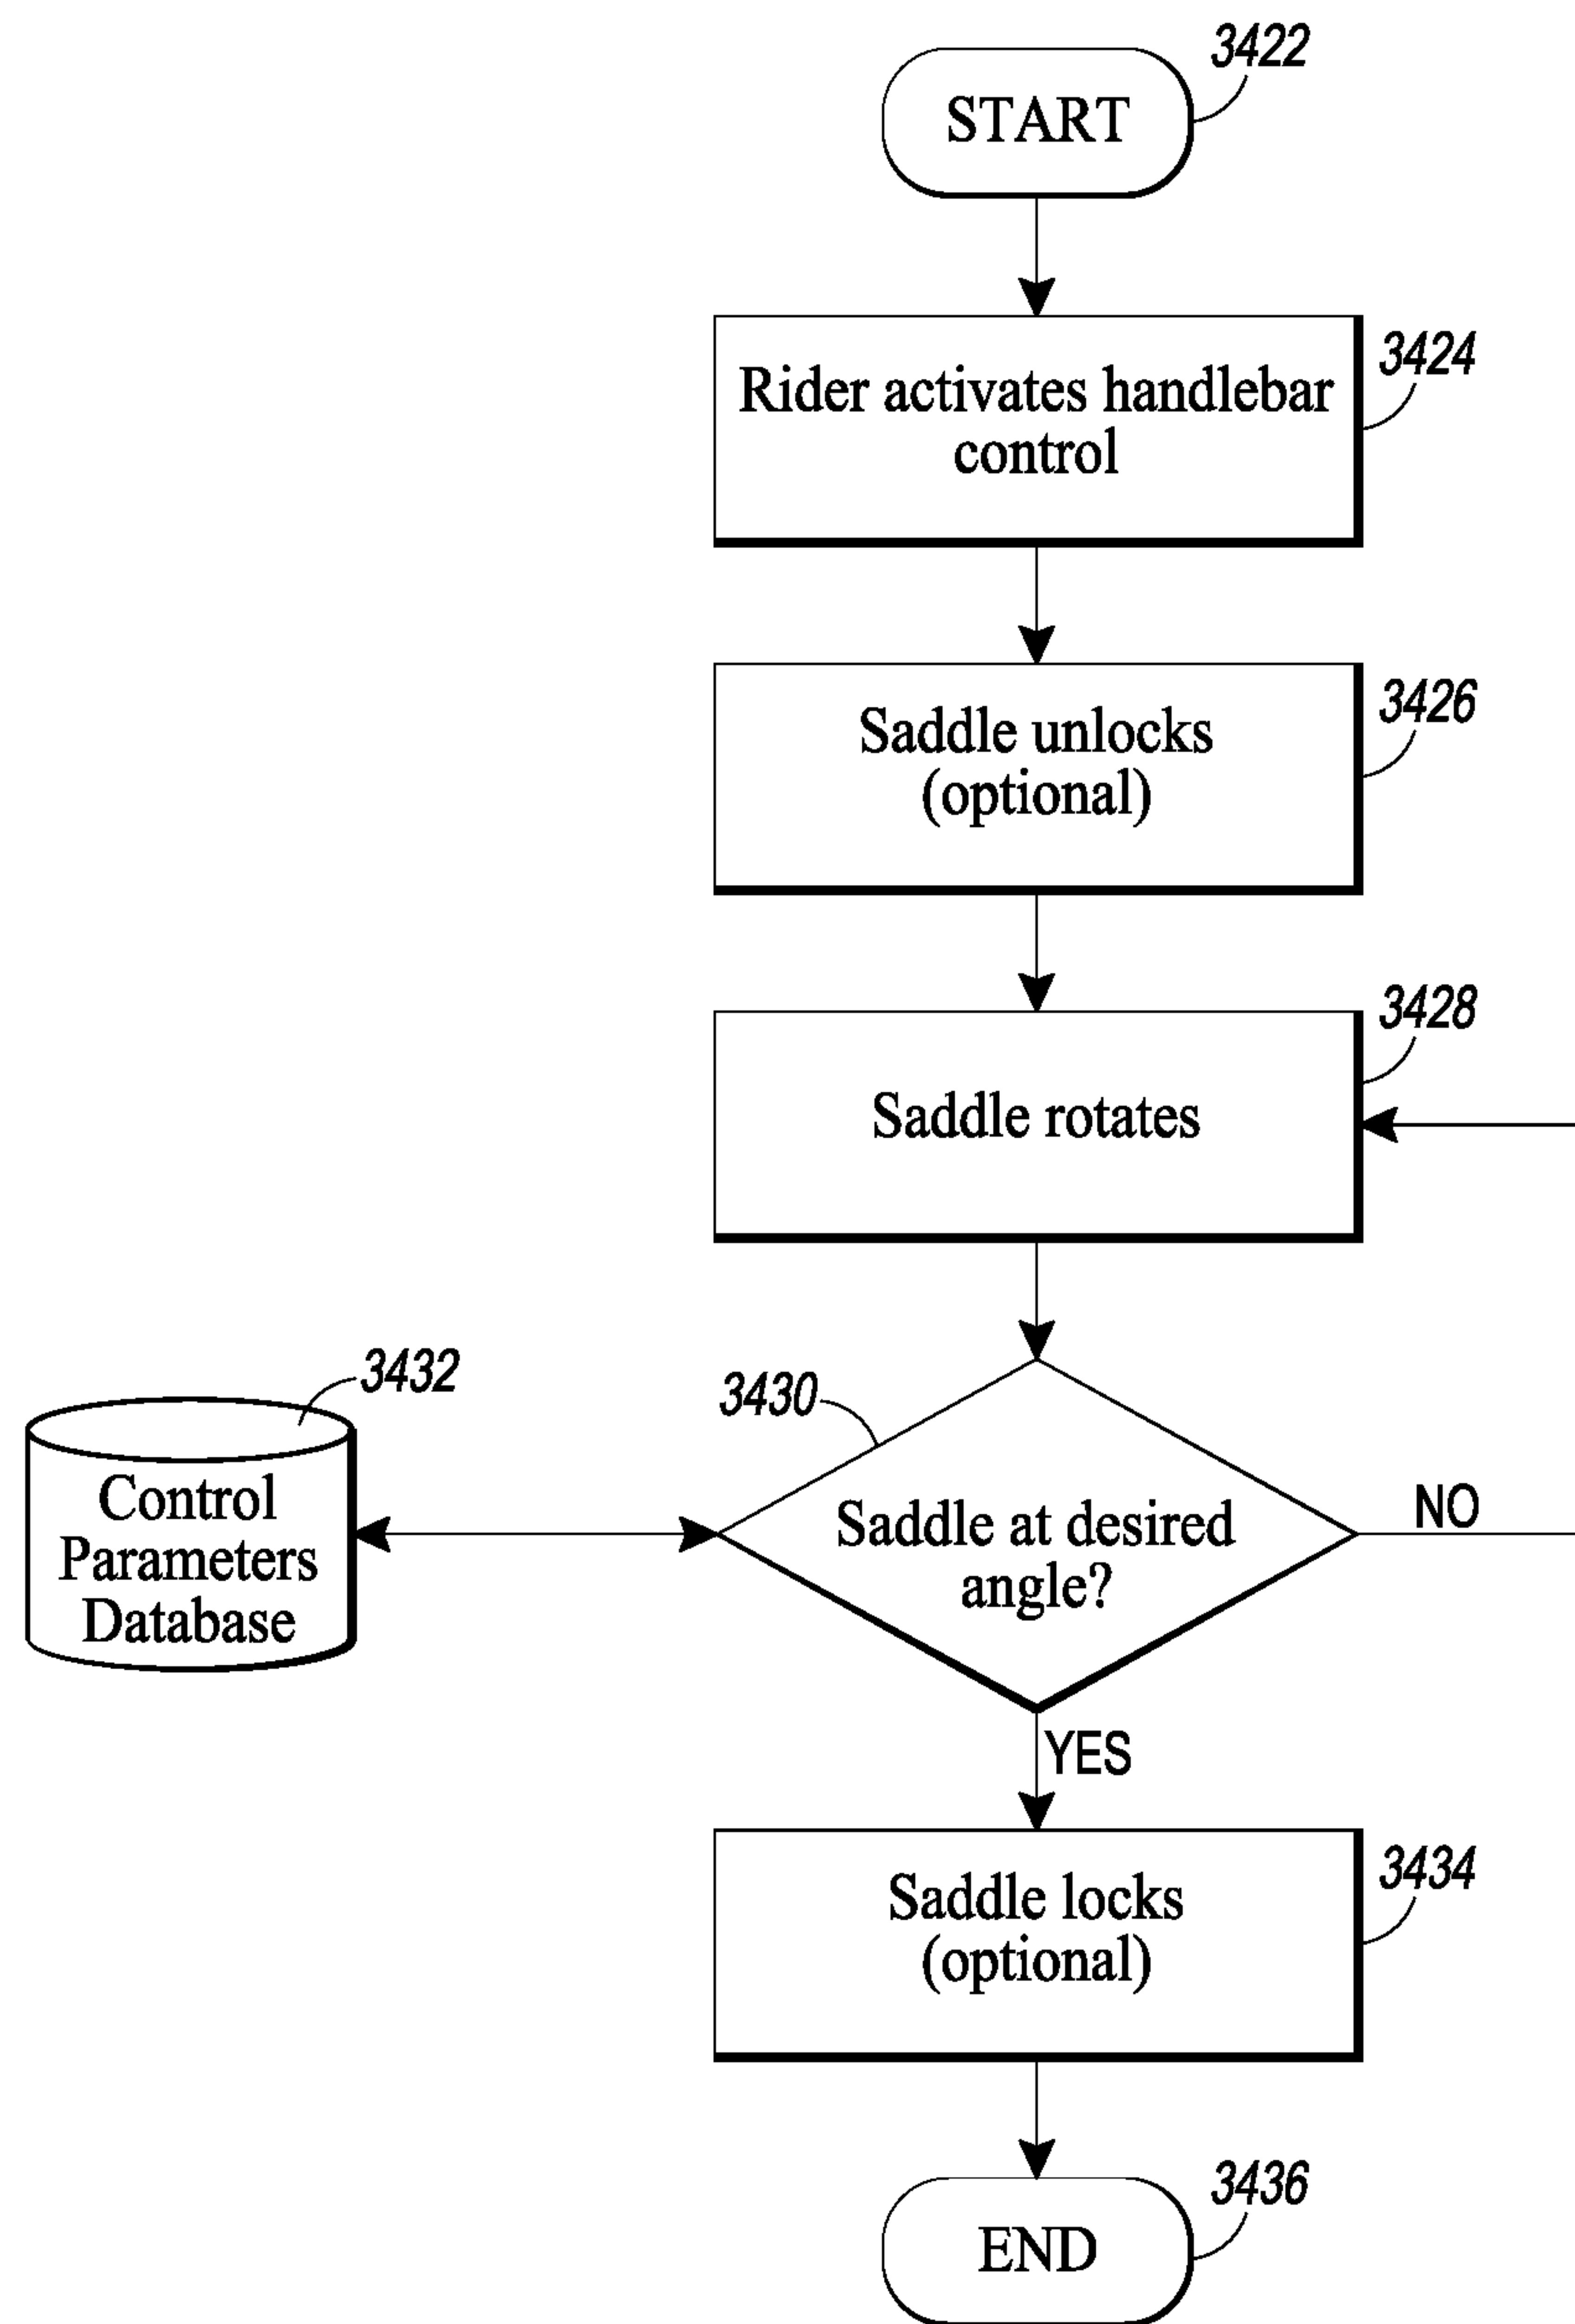 3422
START
3424
Rider activates handlebar
control
3426
Saddle unlocks
(optional)
3428
Saddle rotates
3432
3430
Control
Parameters
Database
Saddle at desired
angle?
NO
YES
3434
Saddle locks
(optional)
3436
END